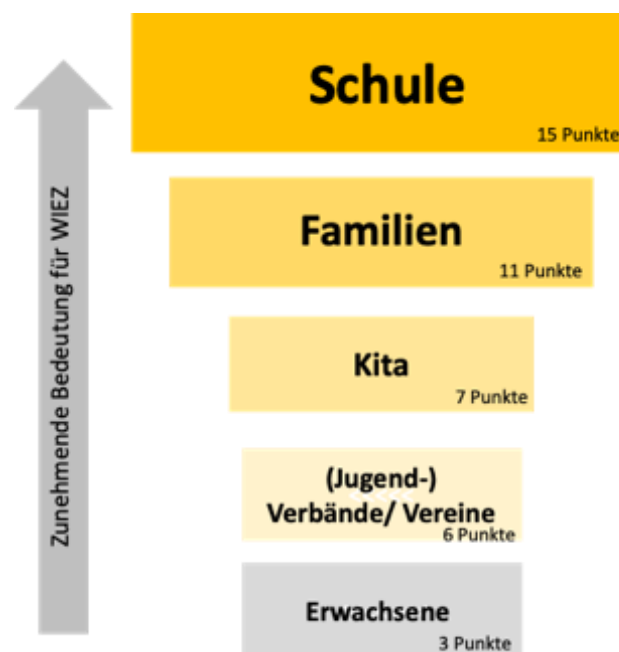 Zunehmende Bedeutung für WIEZ
Schule
15 Punkte
Familien
11 Punkte
Kita
7 Punkte
(Jugend-)
Verbände/ Vereine
6 Punkte
Erwachsene
3 Punkte